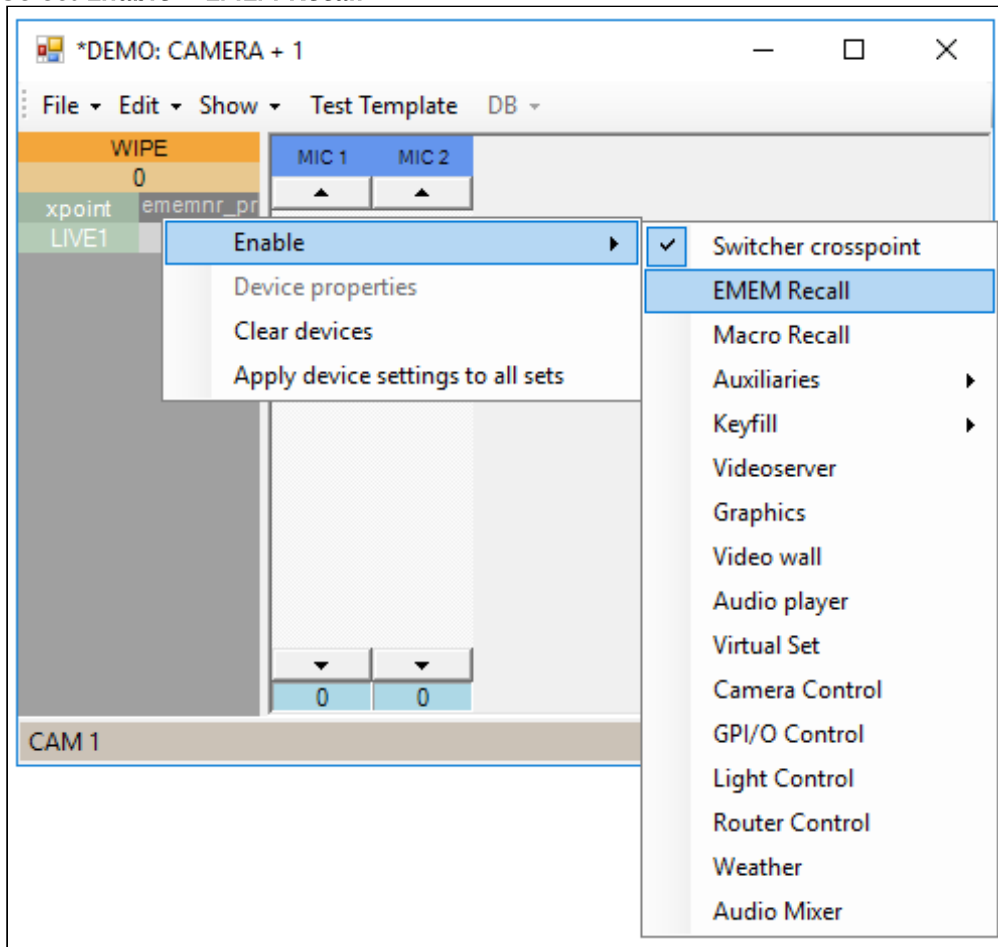 *DEMO: CAMERA + 1
File Edit Show Test Template DB
WIPE
0
MIC 1 MIC 2
xpoint ememnr_pr
LIVE1
Enable
Device properties
Clear devices
Apply device settings to all sets
Switcher crosspoint
EMEM Recall
Macro Recall
Auxiliaries
Keyfill
Videoserver
Graphics
Video wall
Audio player
Virtual Set
Camera Control
GPI/O Control
Light Control
Router Control
Weather
Audio Mixer
0 0
CAM 1